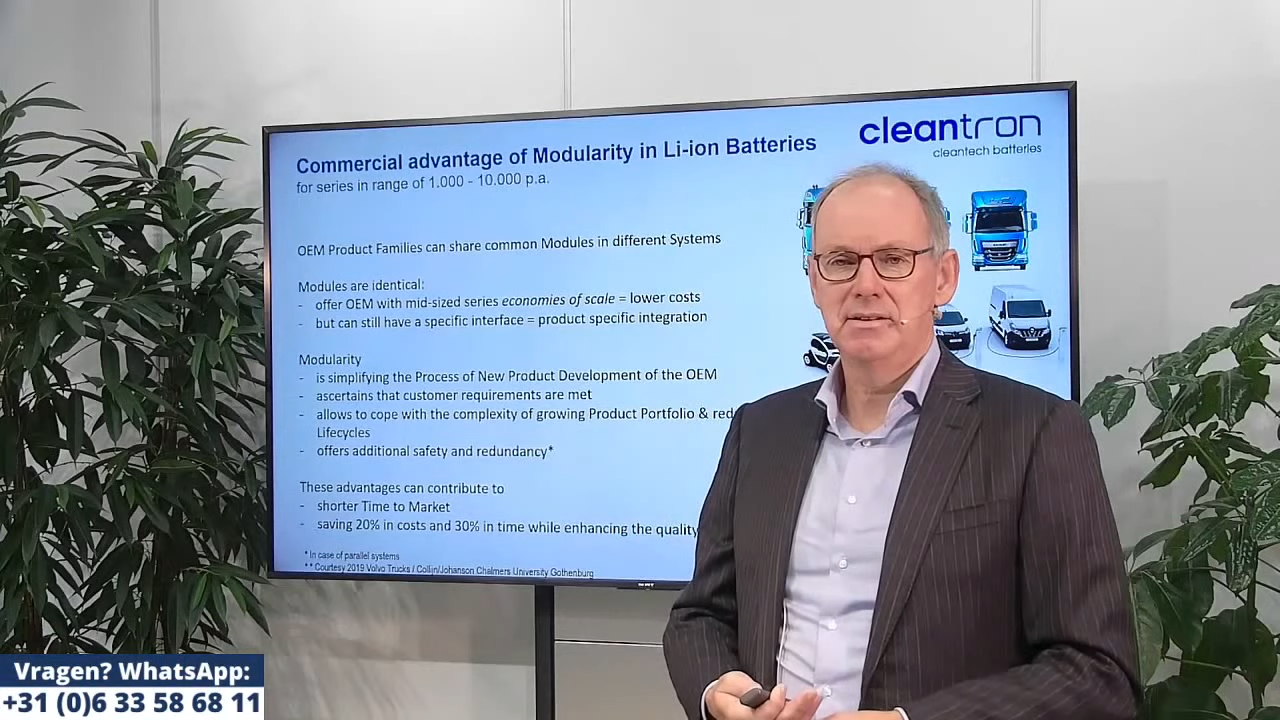 cleantron
cleantech batteries
Commercial advantage of Modularity in Li-ion Batteries
for series in range of 1.000 - 10.000 p.a.
OEM Product Families can share common Modules in different Systems
Modules are identical:
- offer OEM with mid-sized series economies of scale = lower costs
- but can still have a specific interface = product specific integration
Modularity
- is simplifying the Process of New Product Development of the OEM
- ascertains that customer requirements are met
- allows to cope with the complexity of growing Product Portfolio & red
Lifecycles
- offers additional safety and redundancy*
These advantages can contribute to
- shorter Time to Market
- saving 20% in costs and 30% in time while enhancing the quality
* In case of parallel systems
** Courtesy 2019 Volvo Trucks / Collijn/Johanson Chalmers University Gothenburg
Vragen? WhatsApp:
+31 (0)6 33 58 68 11